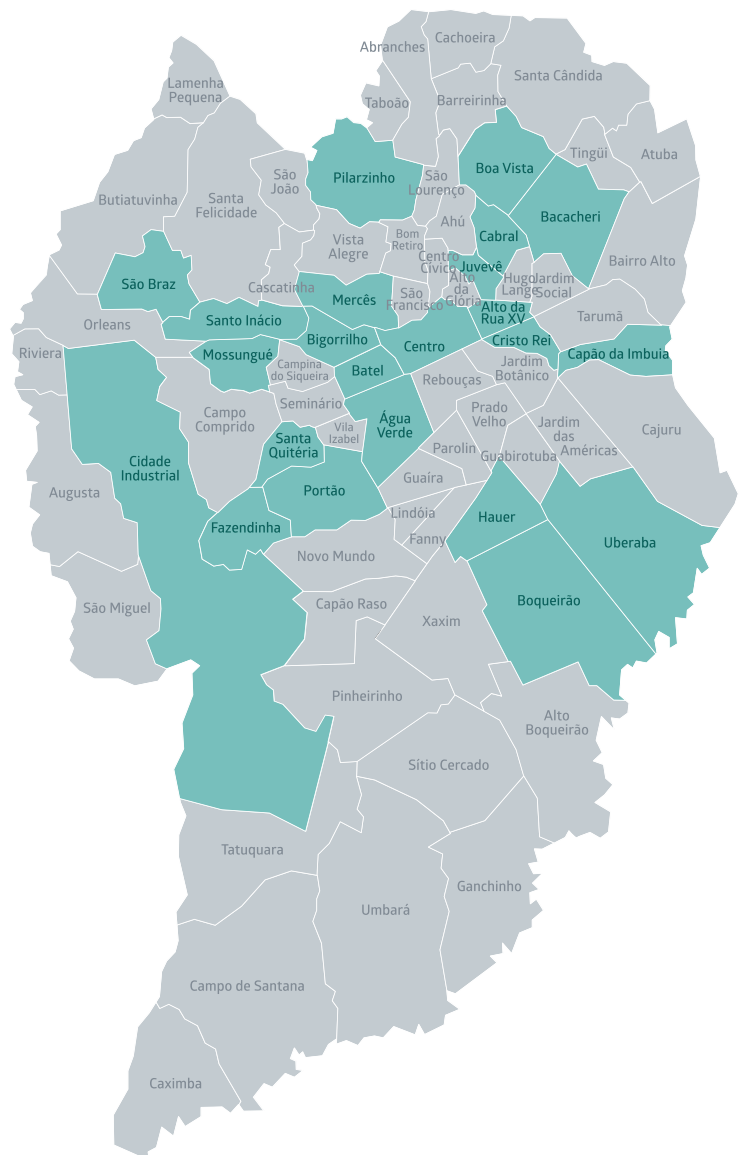 Cachoeira
Abranches
Santa Cândida
Lamenha
Pequena
Taboão
Barreirinha
Tingüi
Atuba
Boa Vista
São
João
Pilarzinho
São
Lourenço
Butiatuvinha
Santa
Felicidade
Bacacheri
Ahú
Cabral
Bom
Retiro
Vista
Alegre
Centro
Cívico
Bairro Alto
Juvevê
São Braz
Cascatinha
Alto
da
Glória
Hugo
Lange
Jardim
Social
Mercês
São
Francisco
Alto da
Rua XV
Tarumã
Orleans
Santo Inácio
Bigorrilho
Centro
Cristo Rei
Riviera
Mossungué
Capão da Imbuia
Campina
do Siqueira
Batel
Jardim
Botânico
Rebouças
Seminário
Campo
Comprido
Prado
Velho
Água
Verde
Jardim
das
Américas
Cajuru
Vila
Izabel
Santa
Quitéria
Parolin
Guabirotuba
Cidade
Industrial
Guaíra
Augusta
Portão
Lindóia
Hauer
Fazendinha
Fanny
Uberaba
Novo Mundo
São Miguel
Capão Raso
Boqueirão
Xaxim
Pinheirinho
Alto
Boqueirão
Sítio Cercado
Tatuquara
Ganchinho
Umbará
Campo de Santana
Caximba